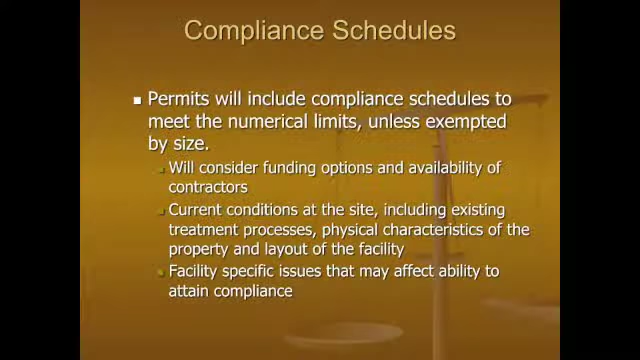 Compliance Schedules
Permits will include compliance schedules to
meet the numerical limits, unless exempted
by size.
Will consider funding options and availability of
contractors
Current conditions at the site, including existing
treatment processes, physical characteristics of the
property and layout of the facility
Facility specific issues that may affect ability to
attain compliance